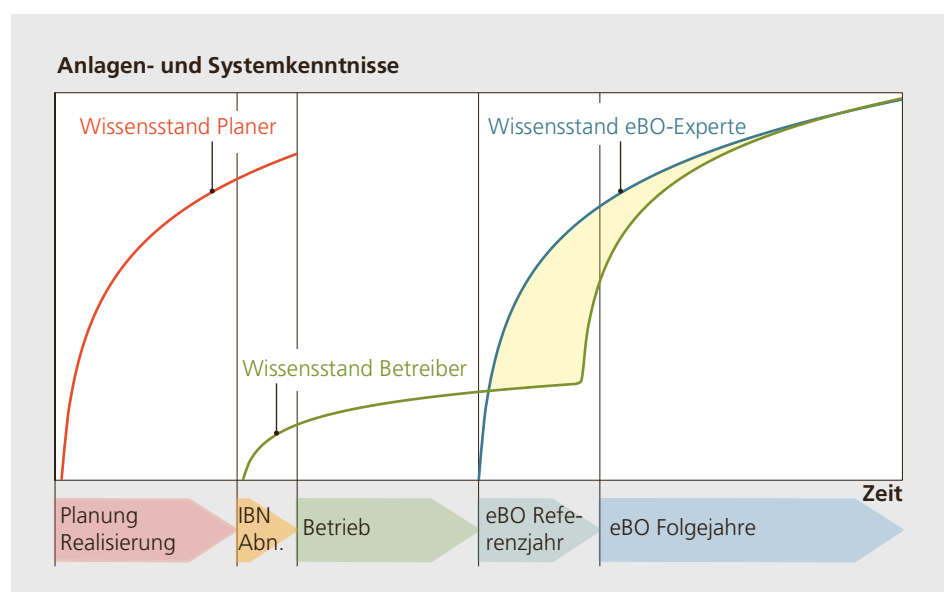 Anlagen- und Systemkenntnisse
Wissensstand Planer
Wissensstand eBO-Experte
Wissensstand Betreiber
Zeit
Planung
Realisierung
IBN
Abn.
Betrieb
eBO Refe-
renzjahr
eBO Folgejahre